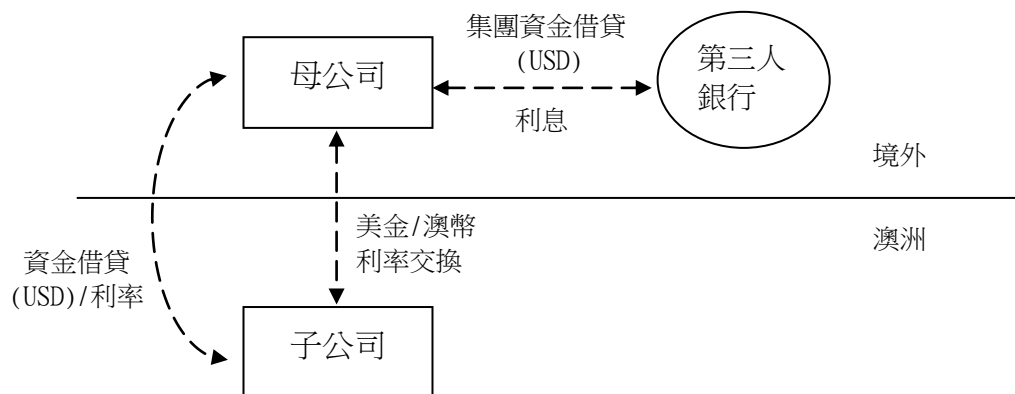 集團資金借貸
(USD)
母公司
第三人
銀行
利息
境外
美金/澳幣
利率交換
澳洲
資金借貸
(USD)/利率
子公司